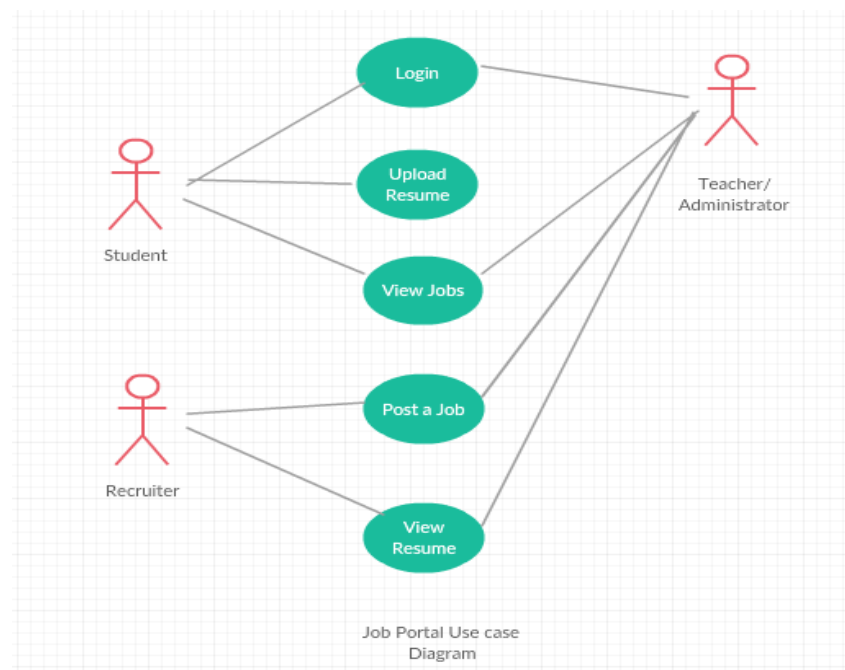 Login
Upload
Resume
Teacher/
Administrator
Student
View Jobs
Post a Job
Recruiter
View
Resume
Job Portal Use case
Diagram